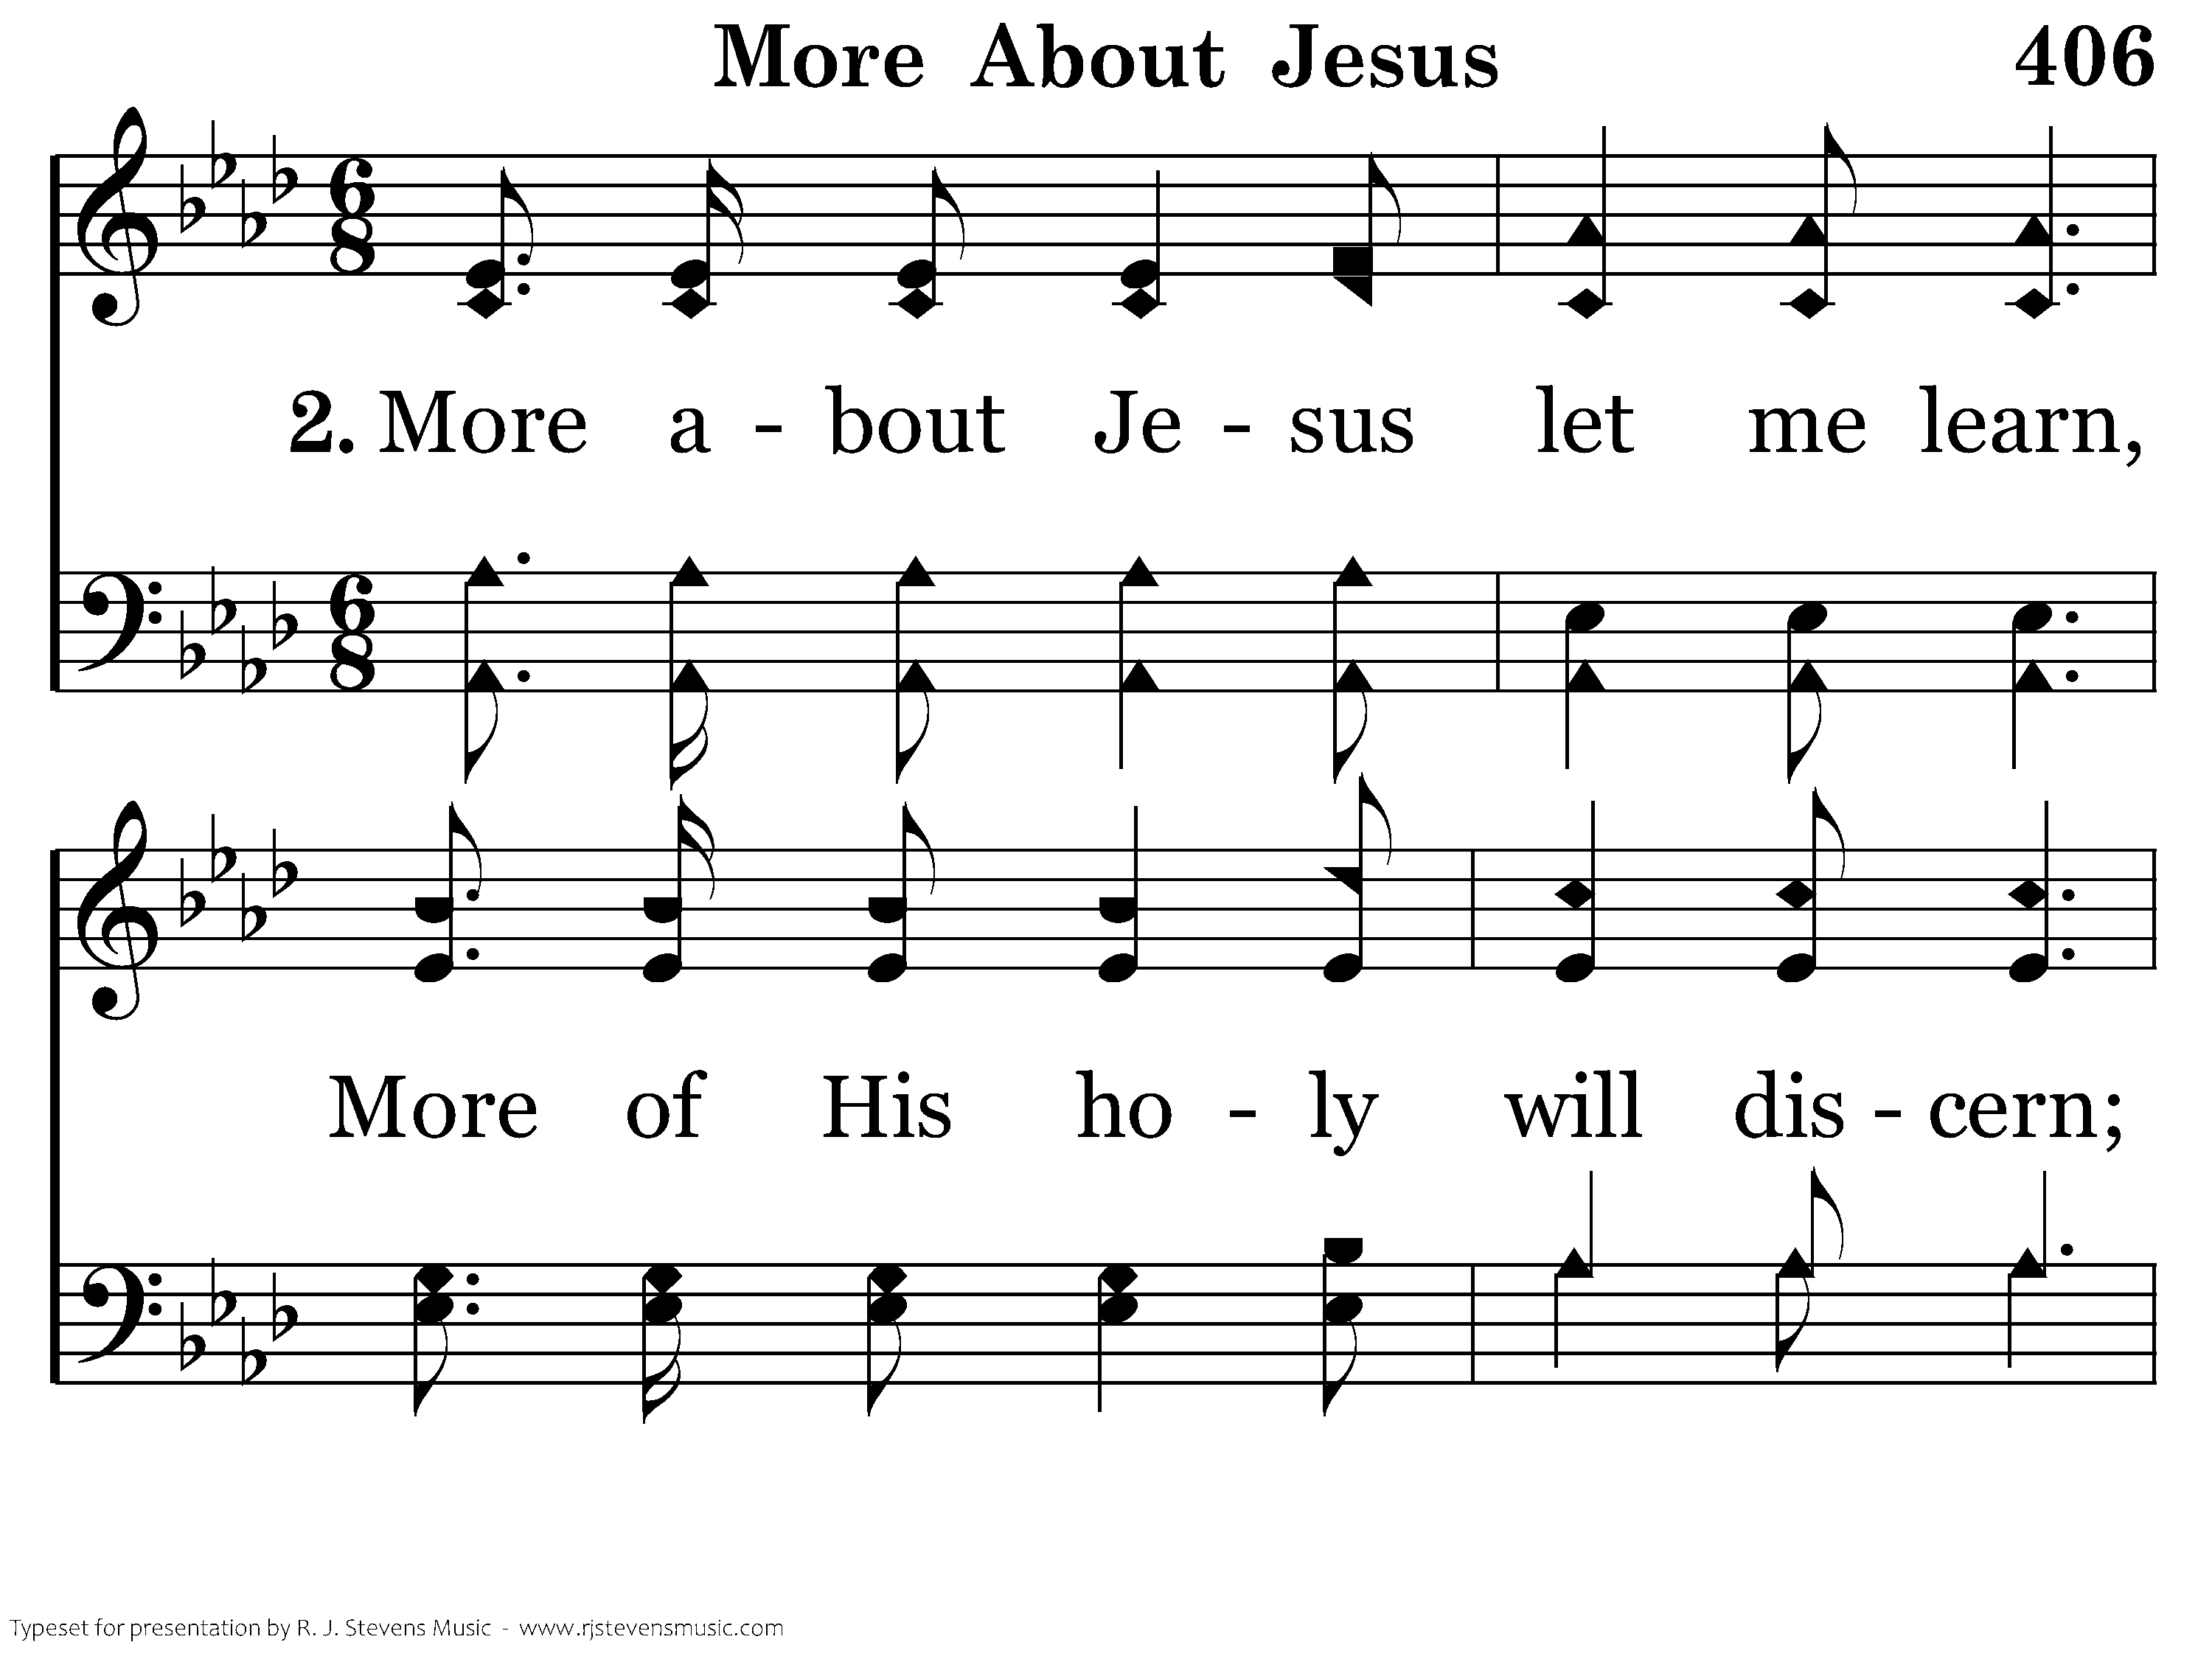 More About Jesus 406
2. More a - bout Je - sus let me learn,
More of His ho - ly will dis - cern;
Typeset for presentation by R. J. Stevens Music - www.rjstevensmusic.com